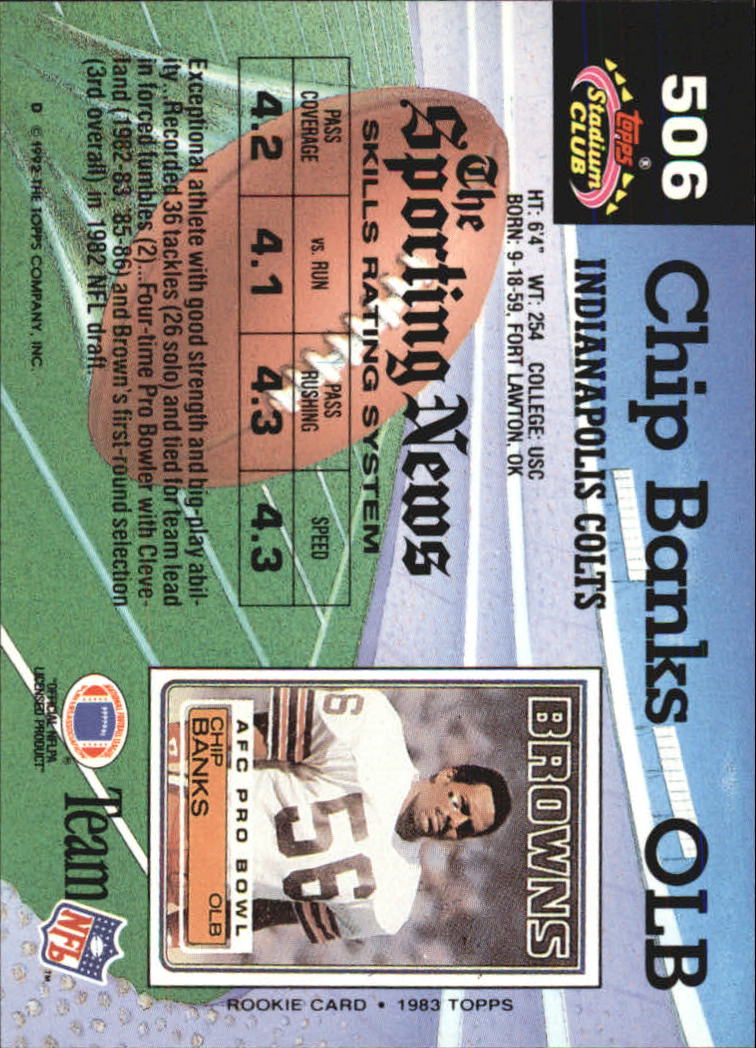 506
Chip Banks OLB
topps®
Stadium
CLUB
INDIANAPOLIS COLTS
HT: 6'4" WT: 254 COLLEGE: USC
BORN: 9-18-59, FORT LAWTON, OK
The
Sporting News
SKILLS RATING SYSTEM
PASS COVERAGE vs. RUN PASS RUSHING SPEED
4.2 4.1 4.3 4.3
Exceptional athlete with good strength and big-play abil-
ity...Recorded 36 tackles (26 solo) and tied for team lead
in forced fumbles (2)...Four-time Pro Bowler with Cleve-
land (1982-83, 85-86) and Brown's first-round selection
(3rd overall) in 1982 NFL draft.
D © 1992 THE TOPPS COMPANY, INC.
BROWNS
56
AFC PRO BOWL
CHIP
BANKS OLB
ROOKIE CARD • 1983 TOPPS
"OFFICIAL NFLPA
LICENSED PRODUCT" ®
Team
NFL ™